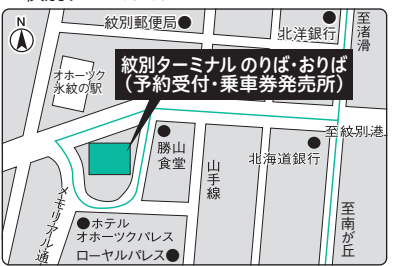 N
紋別郵便局
北洋銀行
至渚滑
紋別ターミナル のりば・おりば
(予約受付・乗車券発売所)
オホーツク
氷紋の駅
至紋別港
勝山
食堂
山手線
北海道銀行
メモリアル通
至南が丘
ホテル
オホーツクパレス
ローヤルパレス